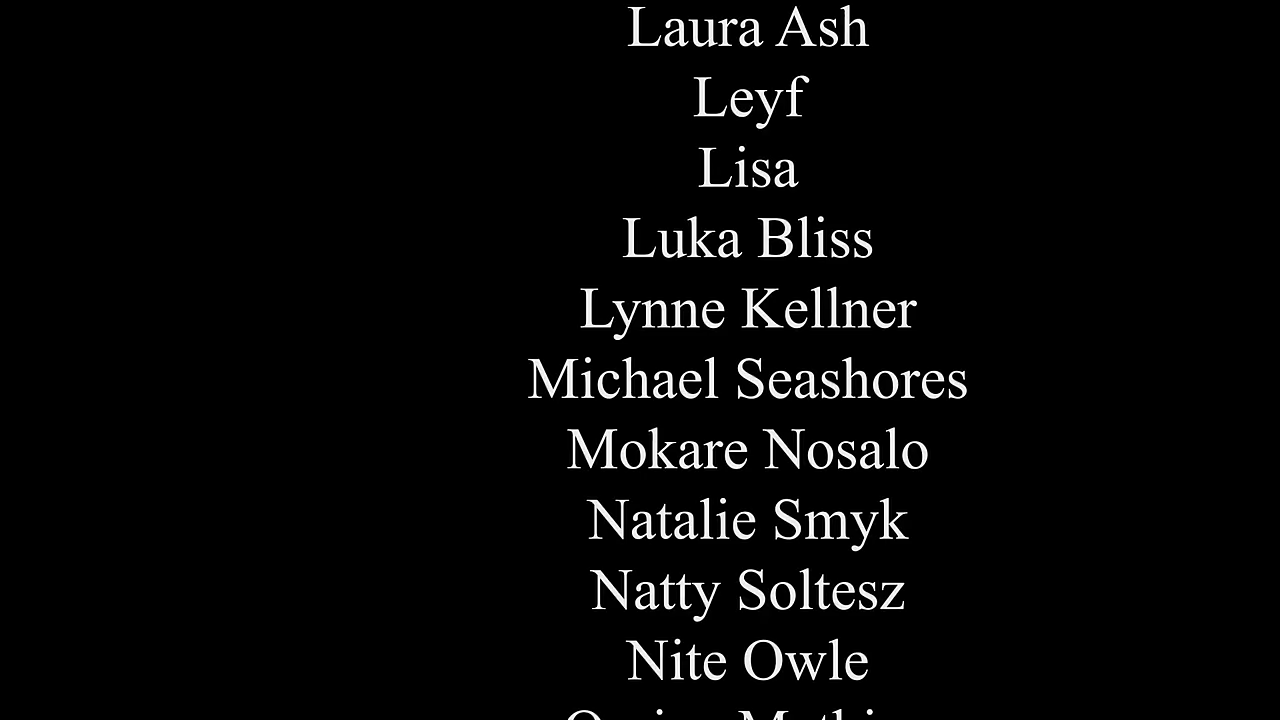 Laura Ash
Leyf
Lisa
Luka Bliss
Lynne Kellner
Michael Seashores
Mokare Nosalo
Natalie Smyk
Natty Soltesz
Nite Owle